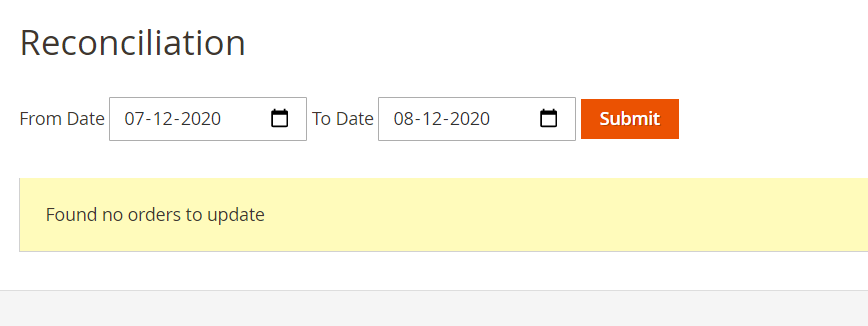 Reconciliation
From Date 07-12-2020 To Date 08-12-2020 Submit
Found no orders to update